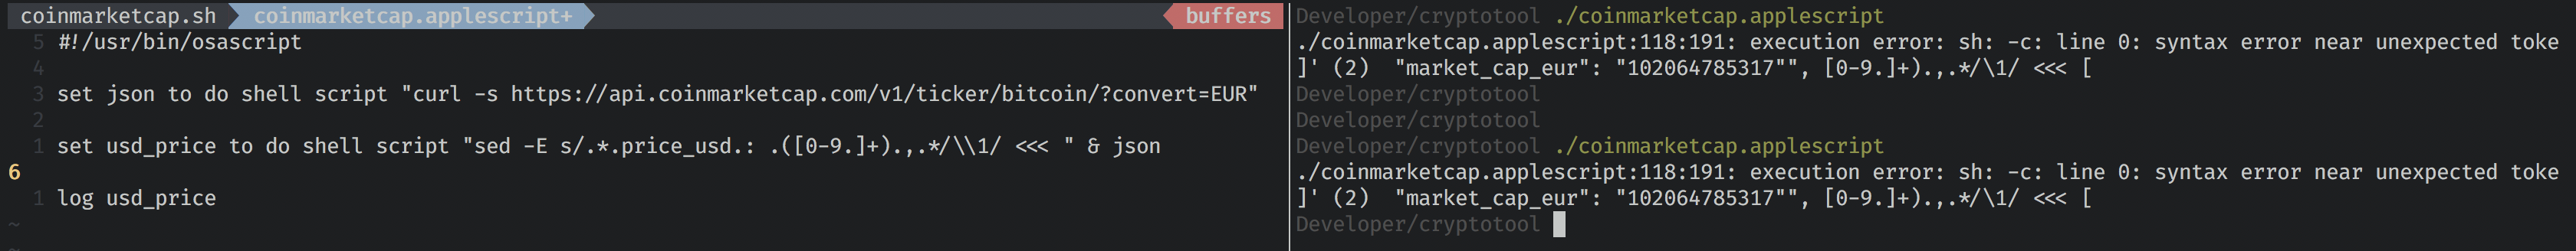 coinmarketcap.sh coinmarketcap.applescript+ buffers
5 #!/usr/bin/osascript
4
3 set json to do shell script "curl -s https://api.coinmarketcap.com/v1/ticker/bitcoin/?convert=EUR"
2
1 set usd_price to do shell script "sed -E s/.*.price_usd.: .([0-9.]+).,.*/\\1/ <<< " & json
6
1 log usd_price
~
~
Developer/cryptotool ./coinmarketcap.applescript
./coinmarketcap.applescript:118:191: execution error: sh: -c: line 0: syntax error near unexpected toke
]' (2)  "market_cap_eur": "102064785317"", [0-9.]+).,.*/\1/ <<< [
Developer/cryptotool
Developer/cryptotool
Developer/cryptotool ./coinmarketcap.applescript
./coinmarketcap.applescript:118:191: execution error: sh: -c: line 0: syntax error near unexpected toke
]' (2)  "market_cap_eur": "102064785317"", [0-9.]+).,.*/\1/ <<< [
Developer/cryptotool